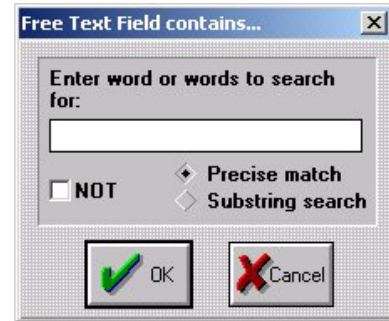 Free Text Field contains...
Enter word or words to search
for:
NOT
Precise match
Substring search
OK
Cancel